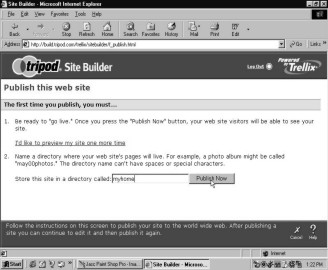 Site Builder - Microsoft Internet Explorer
File Edit View Favorites Tools Help
Back Forward Stop Refresh Home Search Favorites History Mail Print Edit
Address http://build.tripod.com/trellix/sitebuilder/f_publish.html Go Links »
tripod. Site Builder Log Out Powered by Trellix
Publish this web site
The first time you publish, you must...
1. Be ready to "go live." Once you press the "Publish Now" button, your web site visitors will be able to see your
site.
I'd like to preview my site one more time
2. Name a directory where your web site's pages will live. For example, a photo album might be called
"may00photos." The directory name can't have spaces or special characters.
Store this site in a directory called: myhome Publish Now
Follow the instructions on this screen to publish your site to the world wide web. After publishing a
site you can continue to edit it and then publish it again.
Cancel Help
Internet
Start Jasc Paint Shop Pro - Ima... Site Builder - Microso... 1:22 PM